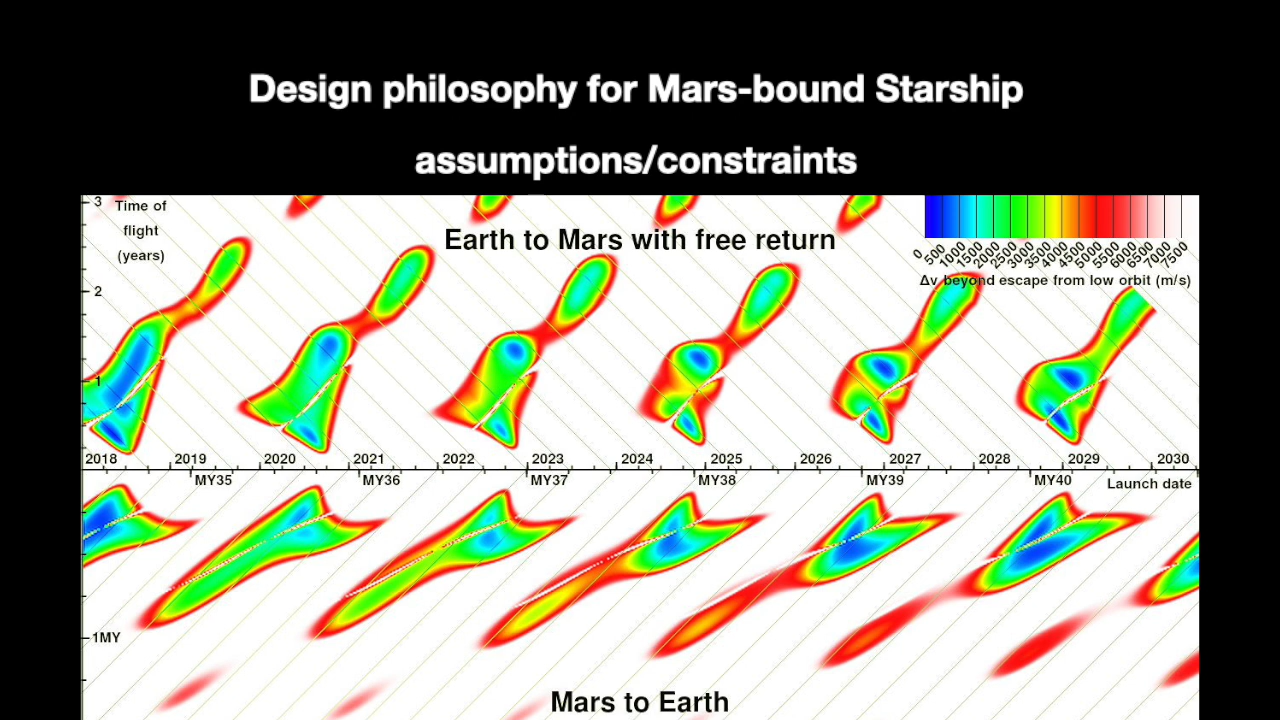 Design philosophy for Mars-bound Starship
assumptions/constraints
3 Time of
flight
(years)
Earth to Mars with free return
0 500 1000 1500 2000 2500 3000 3500 4000 4500 5000 5500 6000 6500 7000 7500
Δv beyond escape from low orbit (m/s)
2
1
2018 2019 2020 2021 2022 2023 2024 2025 2026 2027 2028 2029 2030
MY35 MY36 MY37 MY38 MY39 MY40 Launch date
1MY
Mars to Earth